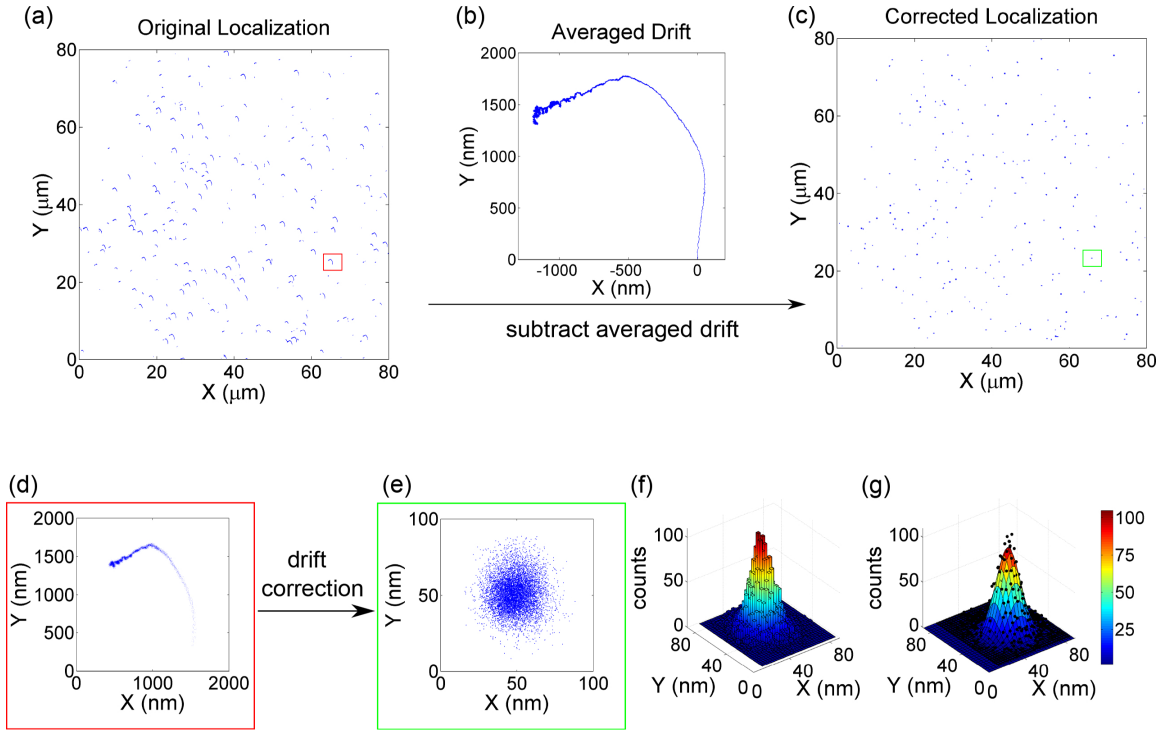 (a)
Original Localization
80
60
40
20
0
0 20 40 60 80
Y (μm)
X (μm)
(b)
Averaged Drift
2000
1500
1000
500
0
-1000 -500 0
Y (nm)
X (nm)
subtract averaged drift
(c)
Corrected Localization
80
60
40
20
0
0 20 40 60 80
Y (μm)
X (μm)
(d)
2000
1500
1000
500
0
0 1000 2000
Y (nm)
X (nm)
drift
correction
(e)
100
50
0
0 50 100
Y (nm)
X (nm)
(f)
100
50
0
counts
80
40
0
0
40
80
Y (nm)
X (nm)
(g)
100
50
0
counts
80
40
0
0
40
80
Y (nm)
X (nm)
100
75
50
25